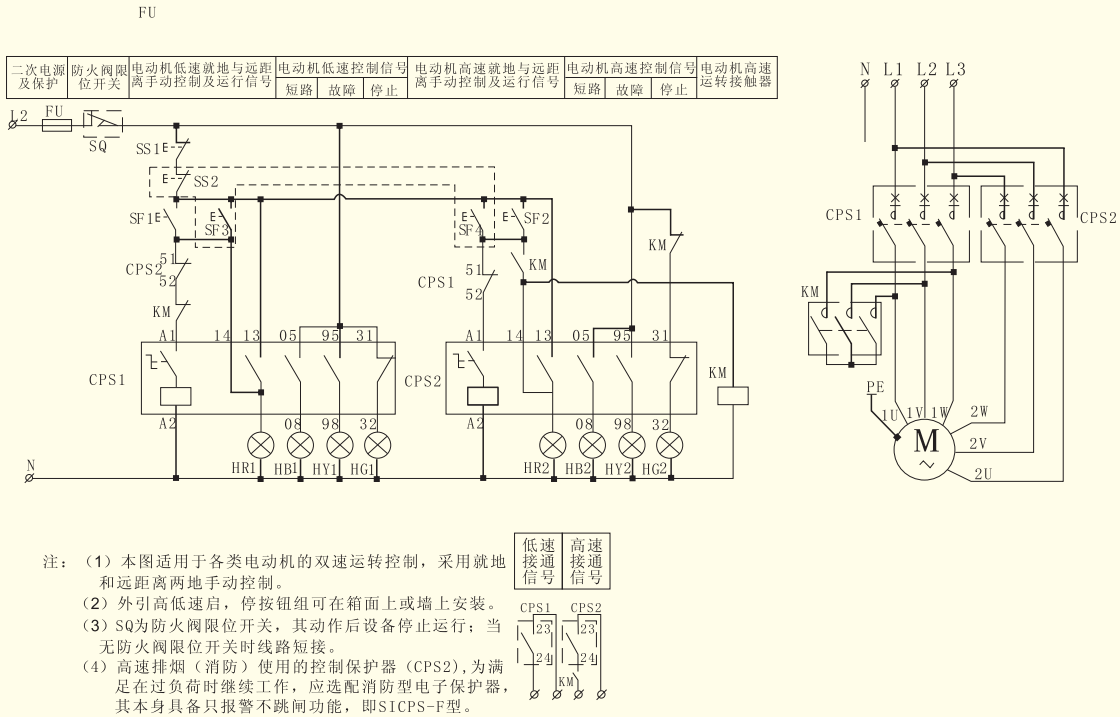 FU
二次电源
及保护
防火阀限
位开关
电动机低速就地与远距
离手动控制及运行信号
电动机低速控制信号
短路 故障 停止
电动机高速就地与远距
离手动控制及运行信号
电动机高速控制信号
短路 故障 停止
电动机高速
运转接触器
L2 FU
SQ
SS1
SS2
SF1 SF3 SF4 SF2
CPS2 51
52
KM
CPS1 51
52
KM
KM
A1 14 13 05 95 31
A1 14 13 05 95 31
CPS1
CPS2
KM
A2 08 98 32
A2 08 98 32
HR1 HB1 HY1 HG1
HR2 HB2 HY2 HG2
N
N L1 L2 L3
CPS1
CPS2
KM
PE
1U 1V 1W 2W
M
2V
2U
注：（1）本图适用于各类电动机的双速运转控制，采用就地
和远距离两地手动控制。
（2）外引高低速启，停按钮组可在箱面上或墙上安装。
（3）SQ为防火阀限位开关，其动作后设备停止运行；当
无防火阀限位开关时线路短接。
（4）高速排烟（消防）使用的控制保护器（CPS2),为满
足在过负荷时继续工作，应选配消防型电子保护器，
其本身具备只报警不跳闸功能，即SICPS-F型。
低速
接通
信号
高速
接通
信号
CPS1 CPS2
23 23
24 24
KM